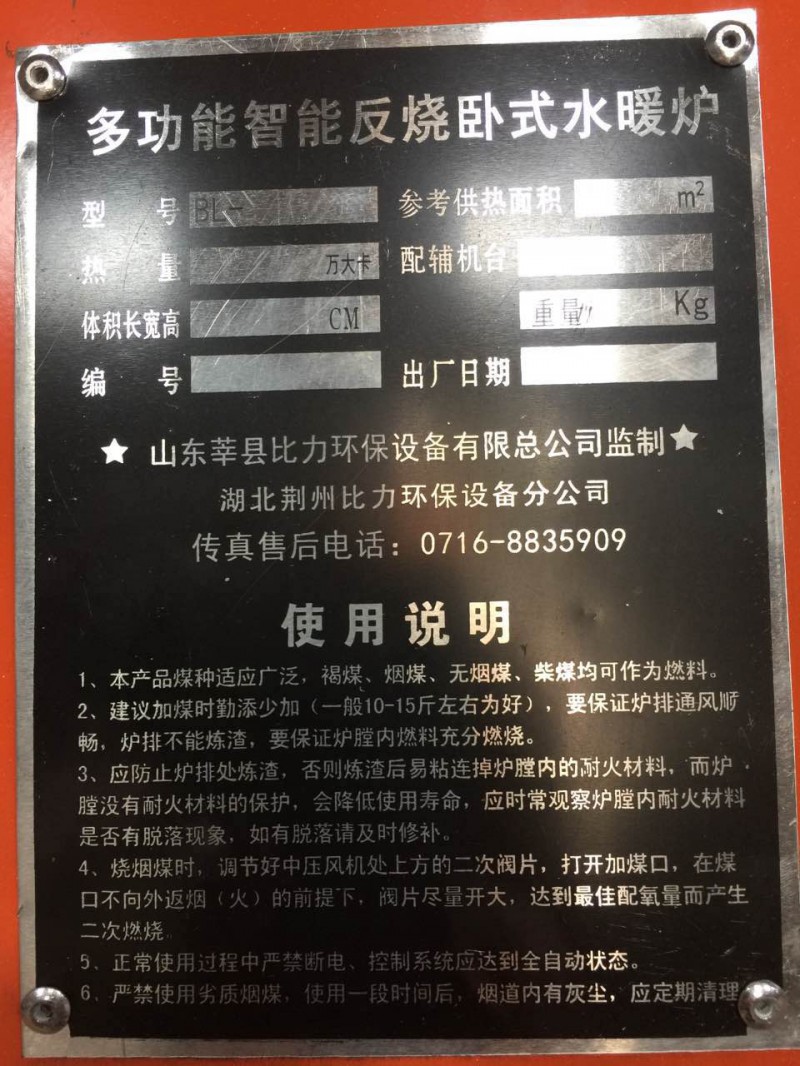 多功能智能反烧卧式水暖炉
型号 BL- 参考供热面积 m²
热量 万大卡 配辅机台
体积长宽高 CM 重量 Kg
编号 出厂日期
★ 山东莘县比力环保设备有限总公司监制 ★
湖北荆州比力环保设备分公司
传真售后电话：0716-8835909
使用说明
1、本产品煤种适应广泛，褐煤、烟煤、无烟煤、柴煤均可作为燃料。
2、建议加煤时勤添少加（一般10-15斤左右为好），要保证炉排通风顺
畅，炉排不能炼渣，要保证炉膛内燃料充分燃烧。
3、应防止炉排处炼渣，否则炼渣后易粘连掉炉膛内的耐火材料，而炉
膛没有耐火材料的保护，会降低使用寿命，应时常观察炉膛内耐火材料
是否有脱落现象，如有脱落请及时修补。
4、烧烟煤时，调节好中压风机处上方的二次阀片，打开加煤口，在煤
口不向外返烟（火）的前提下，阀片尽量开大，达到最佳配氧量而产生
二次燃烧。
5、正常使用过程中严禁断电、控制系统应达到全自动状态。
6、严禁使用劣质烟煤，使用一段时间后，烟道内有灰尘，应定期清理